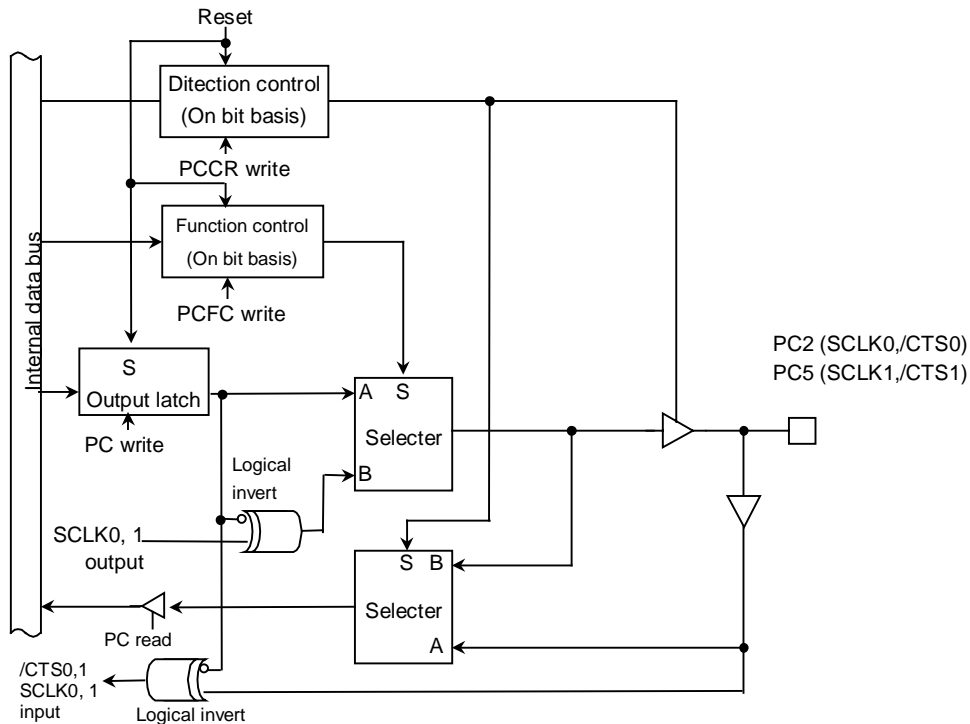 Reset
Ditection control
(On bit basis)
PCCR write
Function control
(On bit basis)
PCFC write
Internal data bus
S
Output latch
PC write
A S
Selecter
B
Logical
invert
SCLK0, 1
output
PC2 (SCLK0,/CTS0)
PC5 (SCLK1,/CTS1)
S B
Selecter
A
PC read
/CTS0,1
SCLK0, 1
input
Logical invert